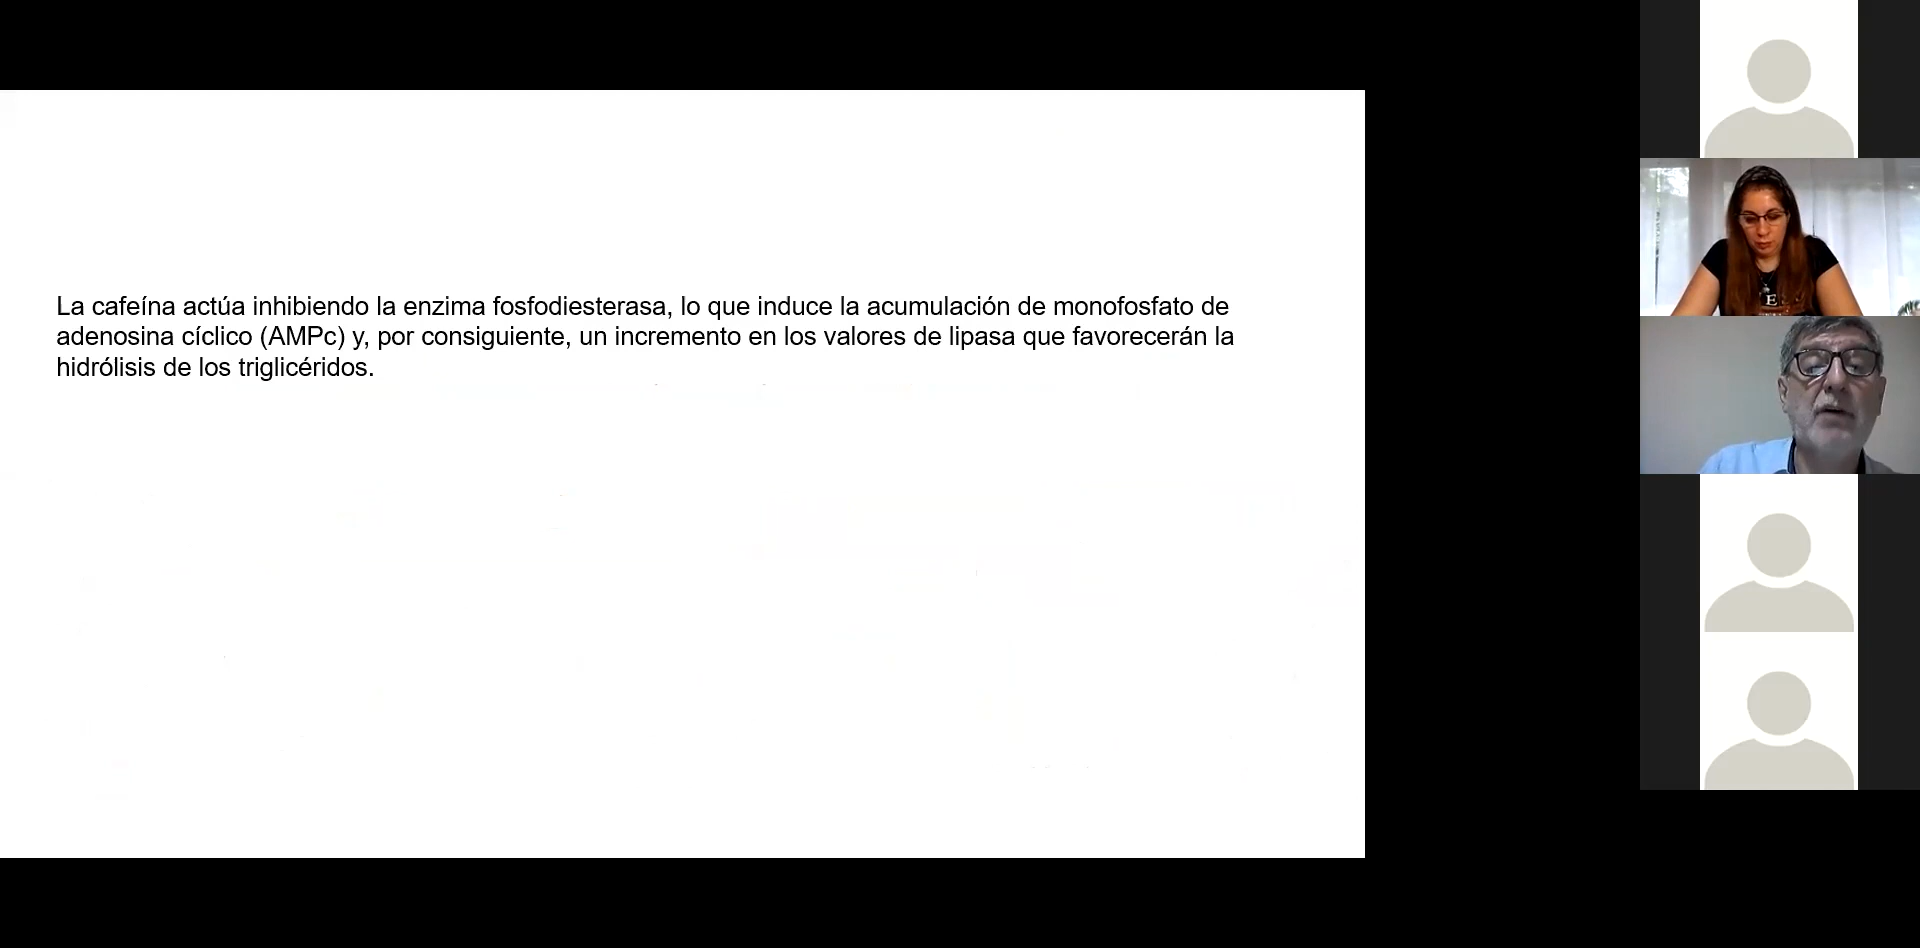 La cafeína actúa inhibiendo la enzima fosfodiesterasa, lo que induce la acumulación de monofosfato de
adenosina cíclico (AMPc) y, por consiguiente, un incremento en los valores de lipasa que favorecerán la
hidrólisis de los triglicéridos.